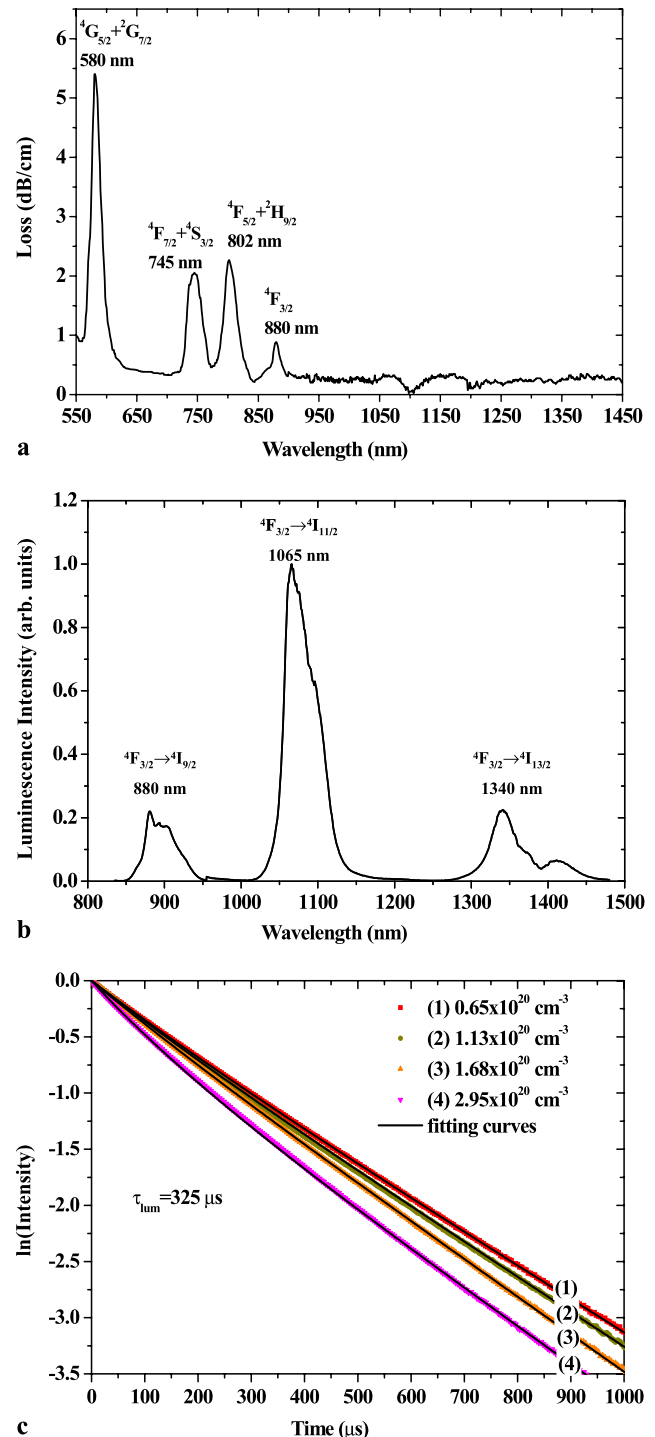 ⁴G₅/₂+²G₇/₂
580 nm
⁴F₇/₂+⁴S₃/₂
745 nm
⁴F₅/₂+²H₉/₂
802 nm
⁴F₃/₂
880 nm
Loss (dB/cm)
6
5
4
3
2
1
0
550 650 750 850 950 1050 1150 1250 1350 1450
Wavelength (nm)
a
⁴F₃/₂→⁴I₁₁/₂
1065 nm
⁴F₃/₂→⁴I₉/₂
880 nm
⁴F₃/₂→⁴I₁₃/₂
1340 nm
Luminescence Intensity (arb. units)
1.2
1.0
0.8
0.6
0.4
0.2
0.0
800 900 1000 1100 1200 1300 1400 1500
Wavelength (nm)
b
(1) 0.65x10²⁰ cm⁻³
(2) 1.13x10²⁰ cm⁻³
(3) 1.68x10²⁰ cm⁻³
(4) 2.95x10²⁰ cm⁻³
fitting curves
τlum=325 μs
(1)
(2)
(3)
(4)
ln(Intensity)
0.0
-0.5
-1.0
-1.5
-2.0
-2.5
-3.0
-3.5
0 100 200 300 400 500 600 700 800 900 1000
Time (μs)
c